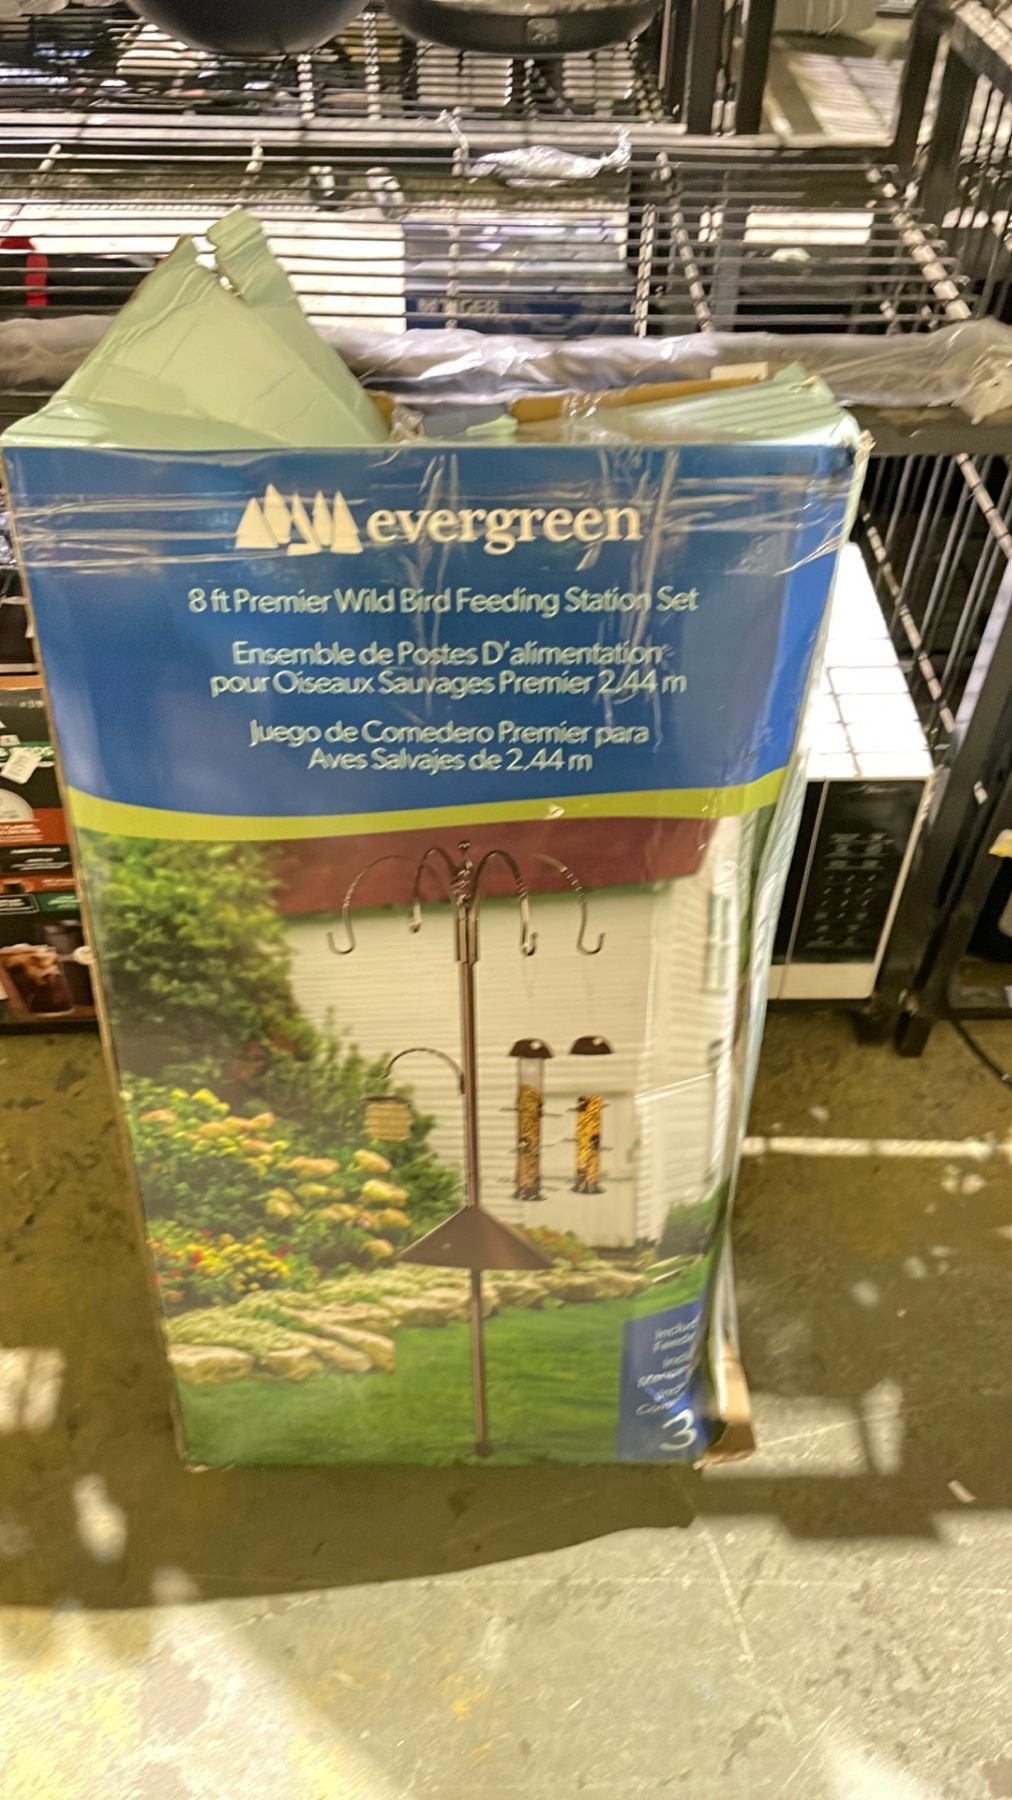 evergreen
8 ft Premier Wild Bird Feeding Station Set
Ensemble de Postes D'alimentation
pour Oiseaux Sauvages Premier 2.44 m
Juego de Comedero Premier para
Aves Salvajes de 2.44 m
3